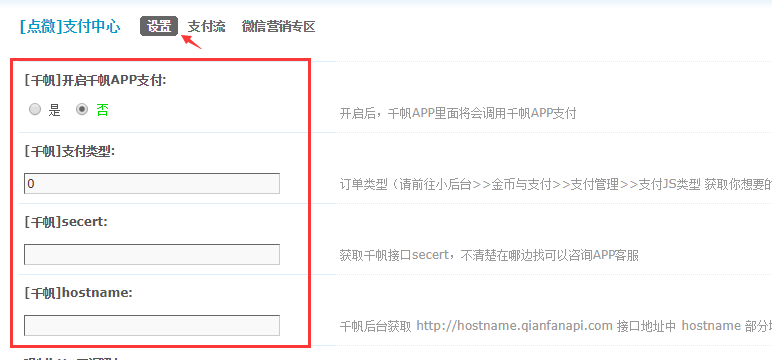 [点微]支付中心 设置 支付流 微信营销专区
[千帆]开启千帆APP支付:
是 否 开启后，千帆APP里面将会调用千帆APP支付
[千帆]支付类型:
0 订单类型（请前往小后台>>金币与支付>>支付管理>>支付JS类型 获取你想要的
[千帆]secert:
获取千帆接口secert，不清楚在哪边找可以咨询APP客服
[千帆]hostname:
千帆后台获取 http://hostname.qianfanapi.com 接口地址中 hostname 部分